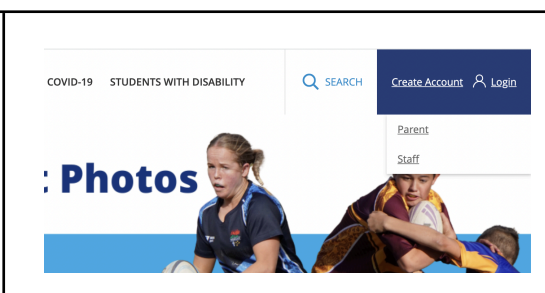 COVID-19 STUDENTS WITH DISABILITY SEARCH Create Account Login
Parent
Staff
t Photos